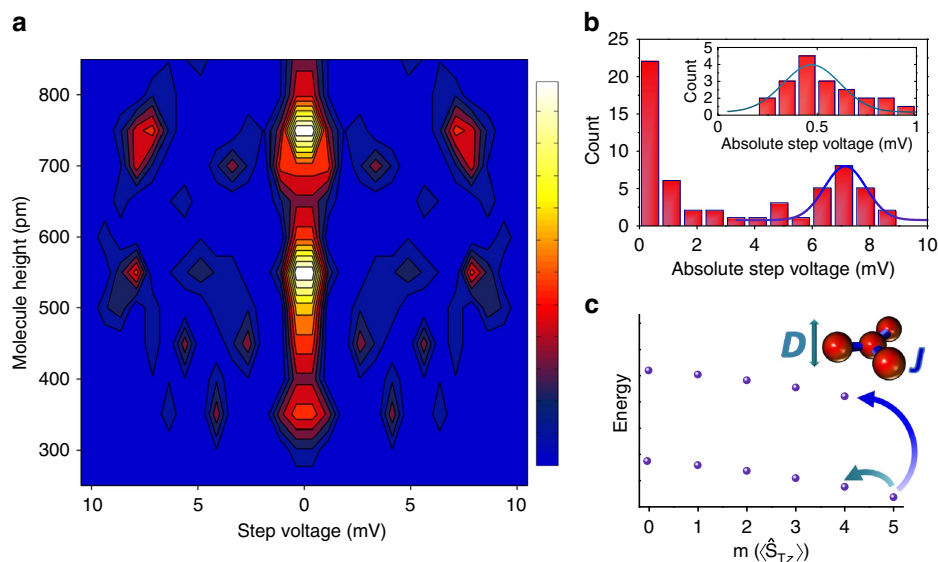 a
Molecule height (pm)
800
700
600
500
400
300
10
5
0
5
10
Step voltage (mV)
b
Count
25
20
15
10
5
0
0
2
4
6
8
10
Absolute step voltage (mV)
Count
5
4
3
2
2
0
0.5
1
Absolute step voltage (mV)
c
Energy
D
J
0
1
2
3
4
5
m (⟨Ŝ_Tz⟩)